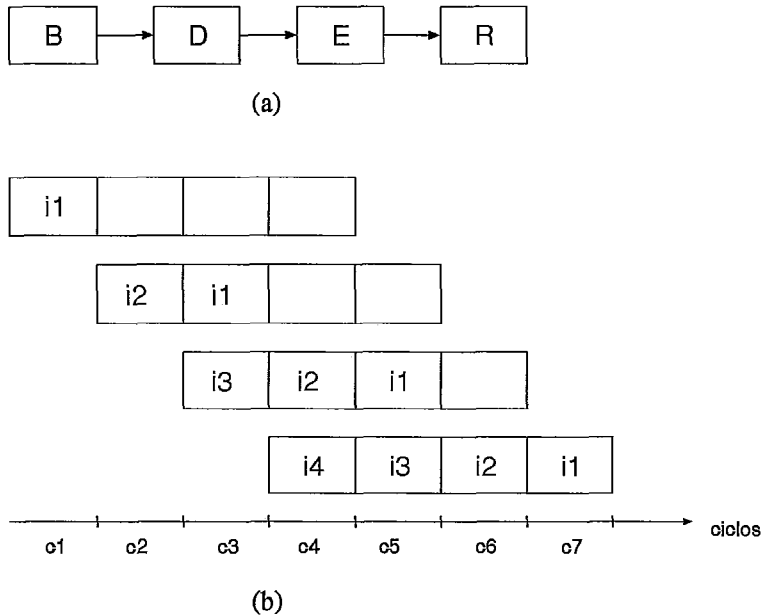 B D E R
(a)
i1
i2 i1
i3 i2 i1
i4 i3 i2 i1
ciclos
c1 c2 c3 c4 c5 c6 c7
(b)